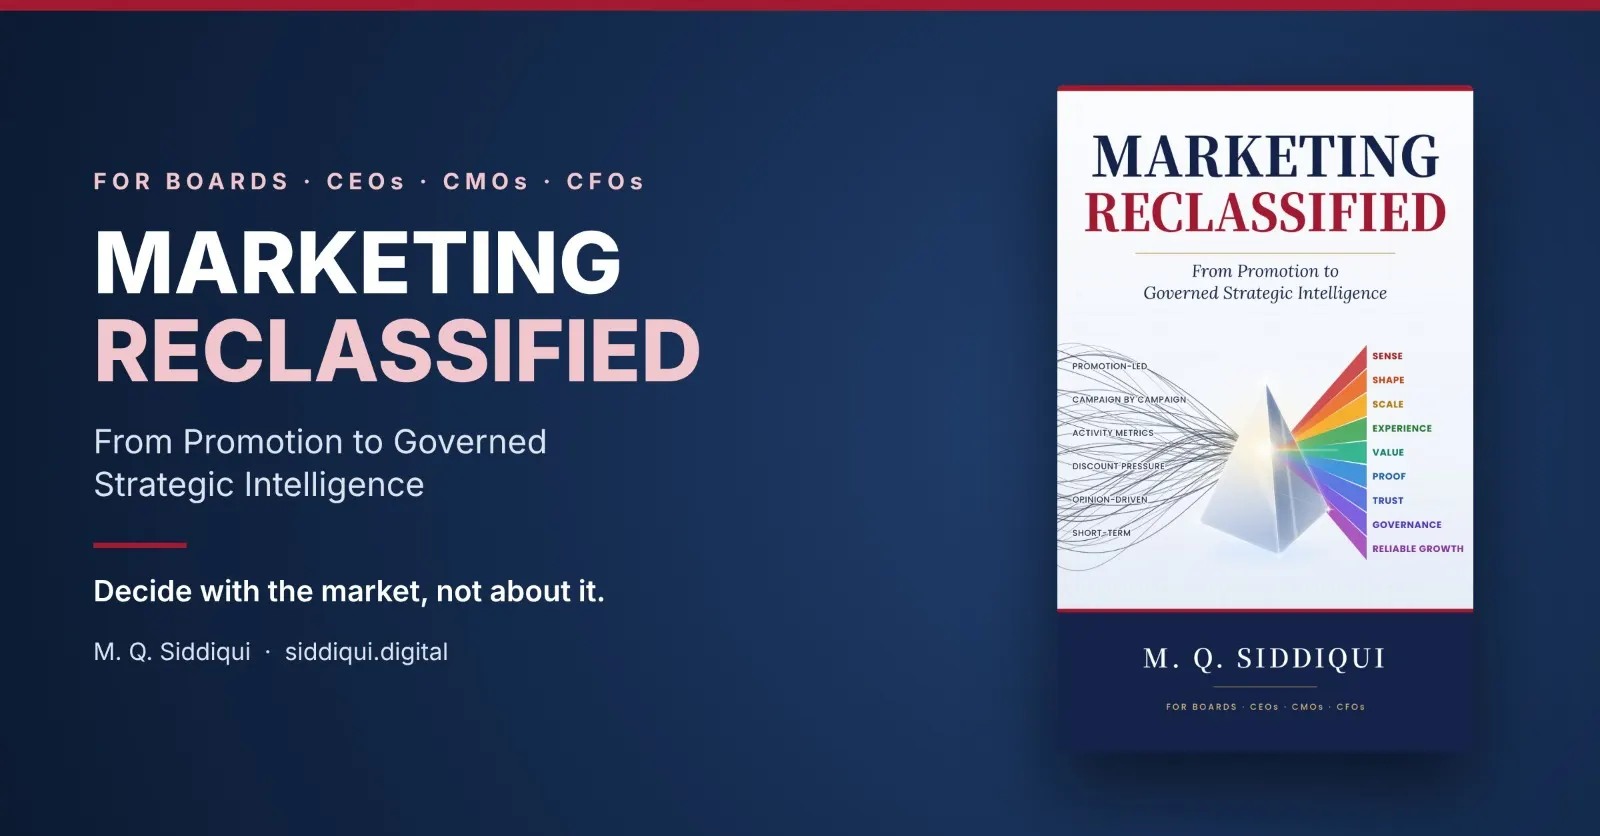 FOR BOARDS · CEOs · CMOs · CFOs
MARKETING
RECLASSIFIED
From Promotion to Governed
Strategic Intelligence
Decide with the market, not about it.
M. Q. Siddiqui · siddiqui.digital
MARKETING
RECLASSIFIED
From Promotion to
Governed Strategic Intelligence
PROMOTION-LED
CAMPAIGN BY CAMPAIGN
ACTIVITY METRICS
DISCOUNT PRESSURE
OPINION-DRIVEN
SHORT-TERM
SENSE
SHAPE
SCALE
EXPERIENCE
VALUE
PROOF
TRUST
GOVERNANCE
RELIABLE GROWTH
M. Q. SIDDIQUI
FOR BOARDS · CEOs · CMOs · CFOs